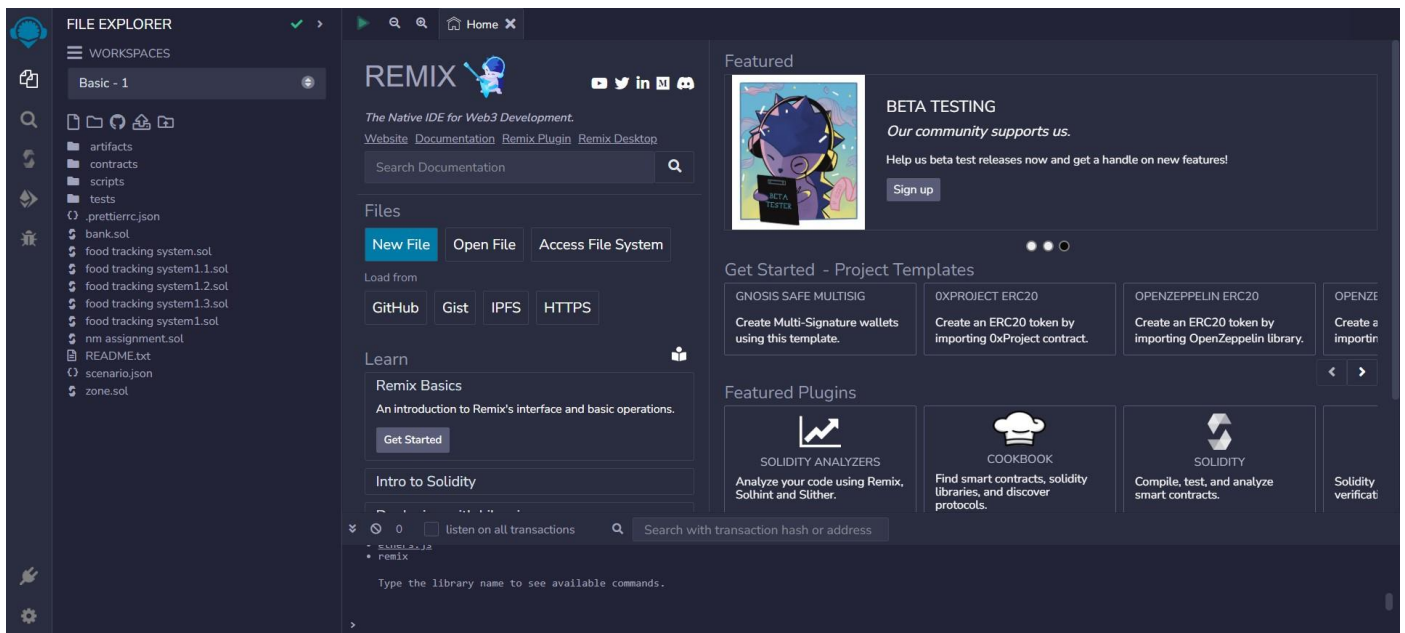 FILE EXPLORER
WORKSPACES
Basic - 1
artifacts
contracts
scripts
tests
.prettierrc.json
bank.sol
food tracking system.sol
food tracking system1.1.sol
food tracking system1.2.sol
food tracking system1.3.sol
food tracking system1.sol
nm assignment.sol
README.txt
scenario.json
zone.sol
Home
REMIX
The Native IDE for Web3 Development.
Website Documentation Remix Plugin Remix Desktop
Search Documentation
Files
New File Open File Access File System
Load from
GitHub Gist IPFS HTTPS
Learn
Remix Basics
An introduction to Remix's interface and basic operations.
Get Started
Intro to Solidity
Featured
BETA TESTER
BETA TESTING
Our community supports us.
Help us beta test releases now and get a handle on new features!
Sign up
Get Started - Project Templates
GNOSIS SAFE MULTISIG
Create Multi-Signature wallets
using this template.
0XPROJECT ERC20
Create an ERC20 token by
importing 0xProject contract.
OPENZEPPELIN ERC20
Create an ERC20 token by
importing OpenZeppelin library.
OPENZE
Create a
importin
Featured Plugins
SOLIDITY ANALYZERS
Analyze your code using Remix,
Solhint and Slither.
COOKBOOK
Find smart contracts, solidity
libraries, and discover
protocols.
SOLIDITY
Compile, test, and analyze
smart contracts.
Solidity
verificati
0 listen on all transactions Search with transaction hash or address
• ethers.js
• remix
Type the library name to see available commands.
>